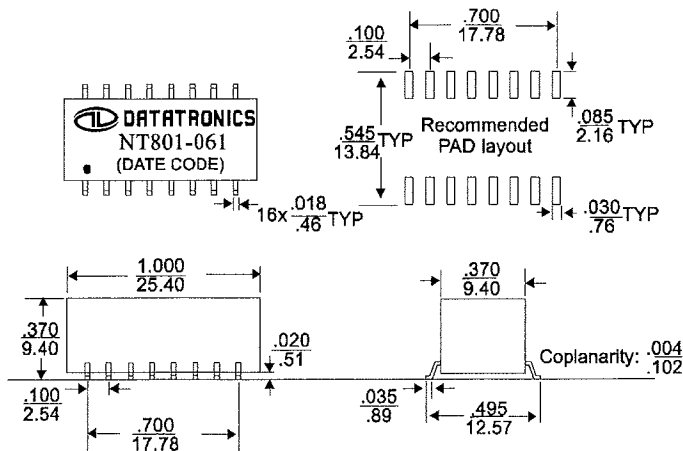 DATATRONICS
NT801-061
(DATE CODE)
16x .018 TYP
.46
.700
17.78
.100
2.54
.545 TYP
13.84
Recommended
PAD layout
.085 TYP
2.16
.030 TYP
.76
1.000
25.40
.370
9.40
.020
.51
.100
2.54
.700
17.78
.370
9.40
Coplanarity: .004
.102
.035
.89
.495
12.57